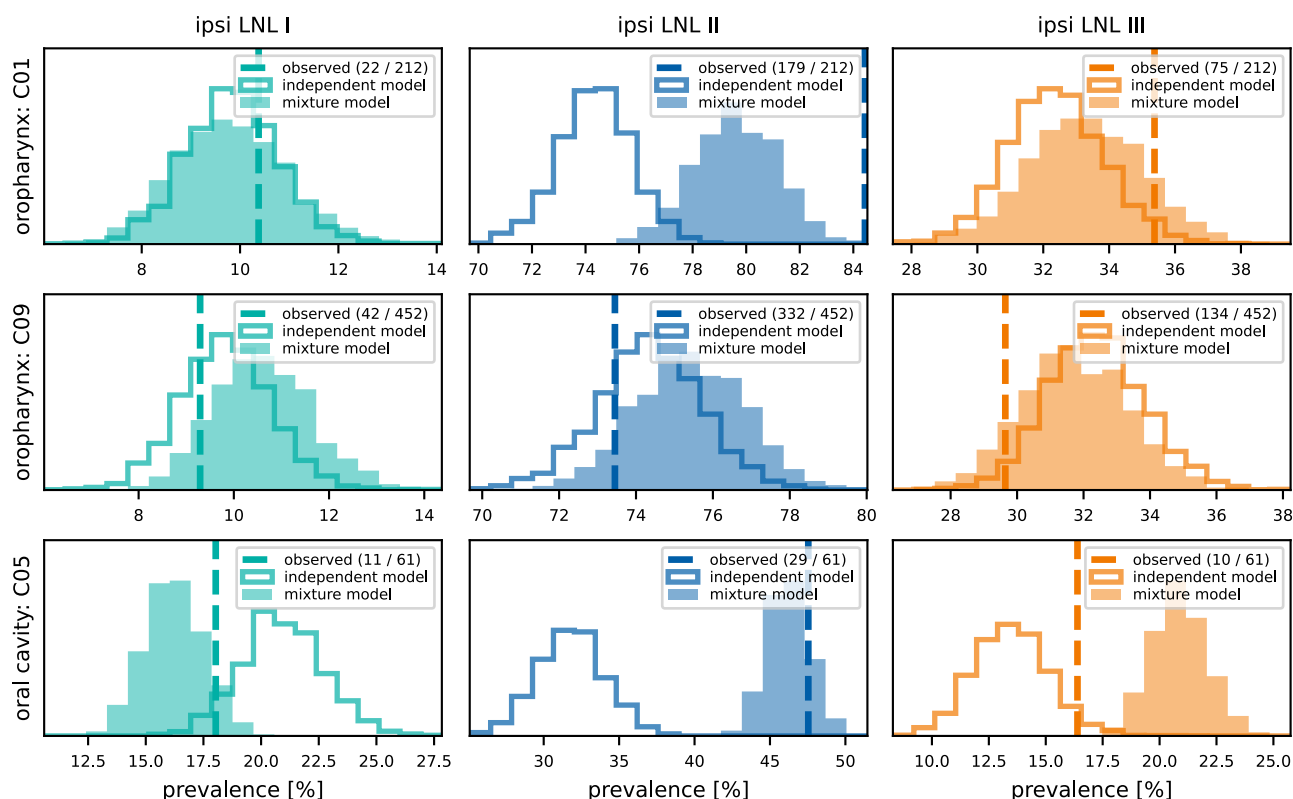 ipsi LNL I
ipsi LNL II
ipsi LNL III
oropharynx: C01
observed (22 / 212)
independent model
mixture model
8 10 12 14
observed (179 / 212)
independent model
mixture model
70 72 74 76 78 80 82 84
observed (75 / 212)
independent model
mixture model
28 30 32 34 36 38
oropharynx: C09
observed (42 / 452)
independent model
mixture model
8 10 12 14
observed (332 / 452)
independent model
mixture model
70 72 74 76 78 80
observed (134 / 452)
independent model
mixture model
28 30 32 34 36 38
oral cavity: C05
observed (11 / 61)
independent model
mixture model
12.5 15.0 17.5 20.0 22.5 25.0 27.5
prevalence [%]
observed (29 / 61)
independent model
mixture model
30 35 40 45 50
prevalence [%]
observed (10 / 61)
independent model
mixture model
10.0 12.5 15.0 17.5 20.0 22.5 25.0
prevalence [%]